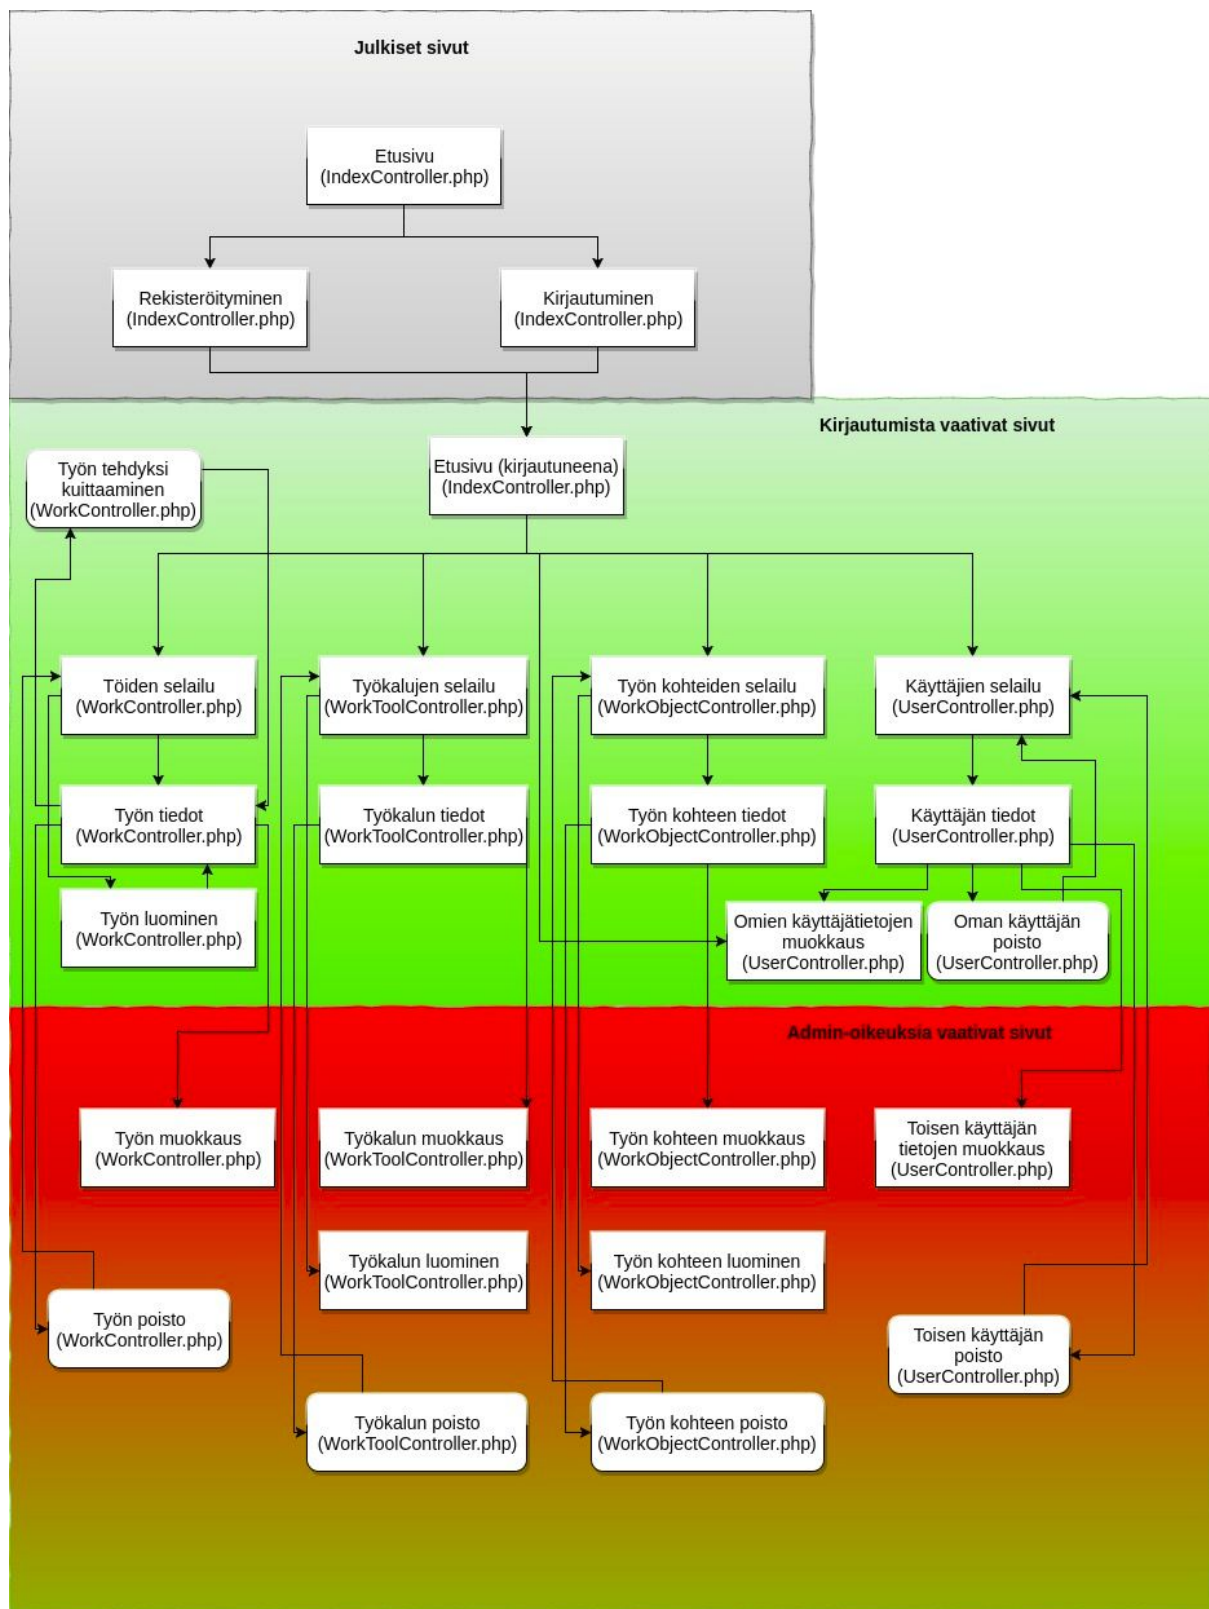 Julkiset sivut
Etusivu
(IndexController.php)
Rekisteröityminen
(IndexController.php)
Kirjautuminen
(IndexController.php)
Kirjautumista vaativat sivut
Työn tehdyksi
kuittaaminen
(WorkController.php)
Etusivu (kirjautuneena)
(IndexController.php)
Töiden selailu
(WorkController.php)
Työkalujen selailu
(WorkToolController.php)
Työn kohteiden selailu
(WorkObjectController.php)
Käyttäjien selailu
(UserController.php)
Työn tiedot
(WorkController.php)
Työkalun tiedot
(WorkToolController.php)
Työn kohteen tiedot
(WorkObjectController.php)
Käyttäjän tiedot
(UserController.php)
Työn luominen
(WorkController.php)
Omien käyttäjätietojen
muokkaus
(UserController.php)
Oman käyttäjän
poisto
(UserController.php)
Admin-oikeuksia vaativat sivut
Työn muokkaus
(WorkController.php)
Työkalun muokkaus
(WorkToolController.php)
Työn kohteen muokkaus
(WorkObjectController.php)
Toisen käyttäjän
tietojen muokkaus
(UserController.php)
Työkalun luominen
(WorkToolController.php)
Työn kohteen luominen
(WorkObjectController.php)
Työn poisto
(WorkController.php)
Toisen käyttäjän
poisto
(UserController.php)
Työkalun poisto
(WorkToolController.php)
Työn kohteen poisto
(WorkObjectController.php)